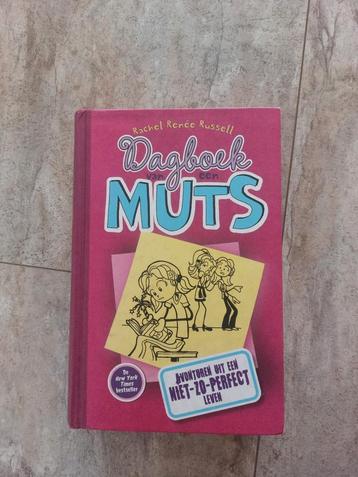 Rachel Renée Russell
Dagboek
van een
MUTS
De
New York
Times
bestseller
AVONTUREN UIT EEN
NIET-ZO-PERFECT
LEVEN